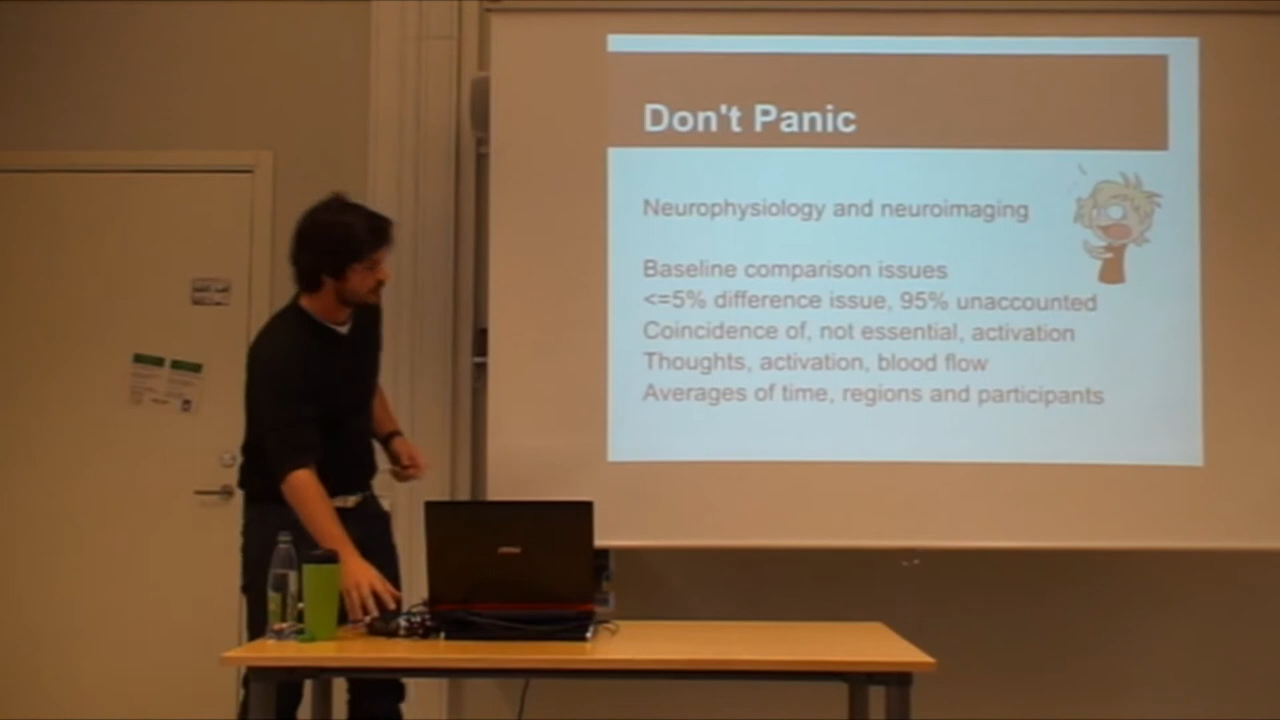 Don't Panic
Neurophysiology and neuroimaging
Baseline comparison issues
<=5% difference issue, 95% unaccounted
Coincidence of, not essential, activation
Thoughts, activation, blood flow
Averages of time, regions and participants